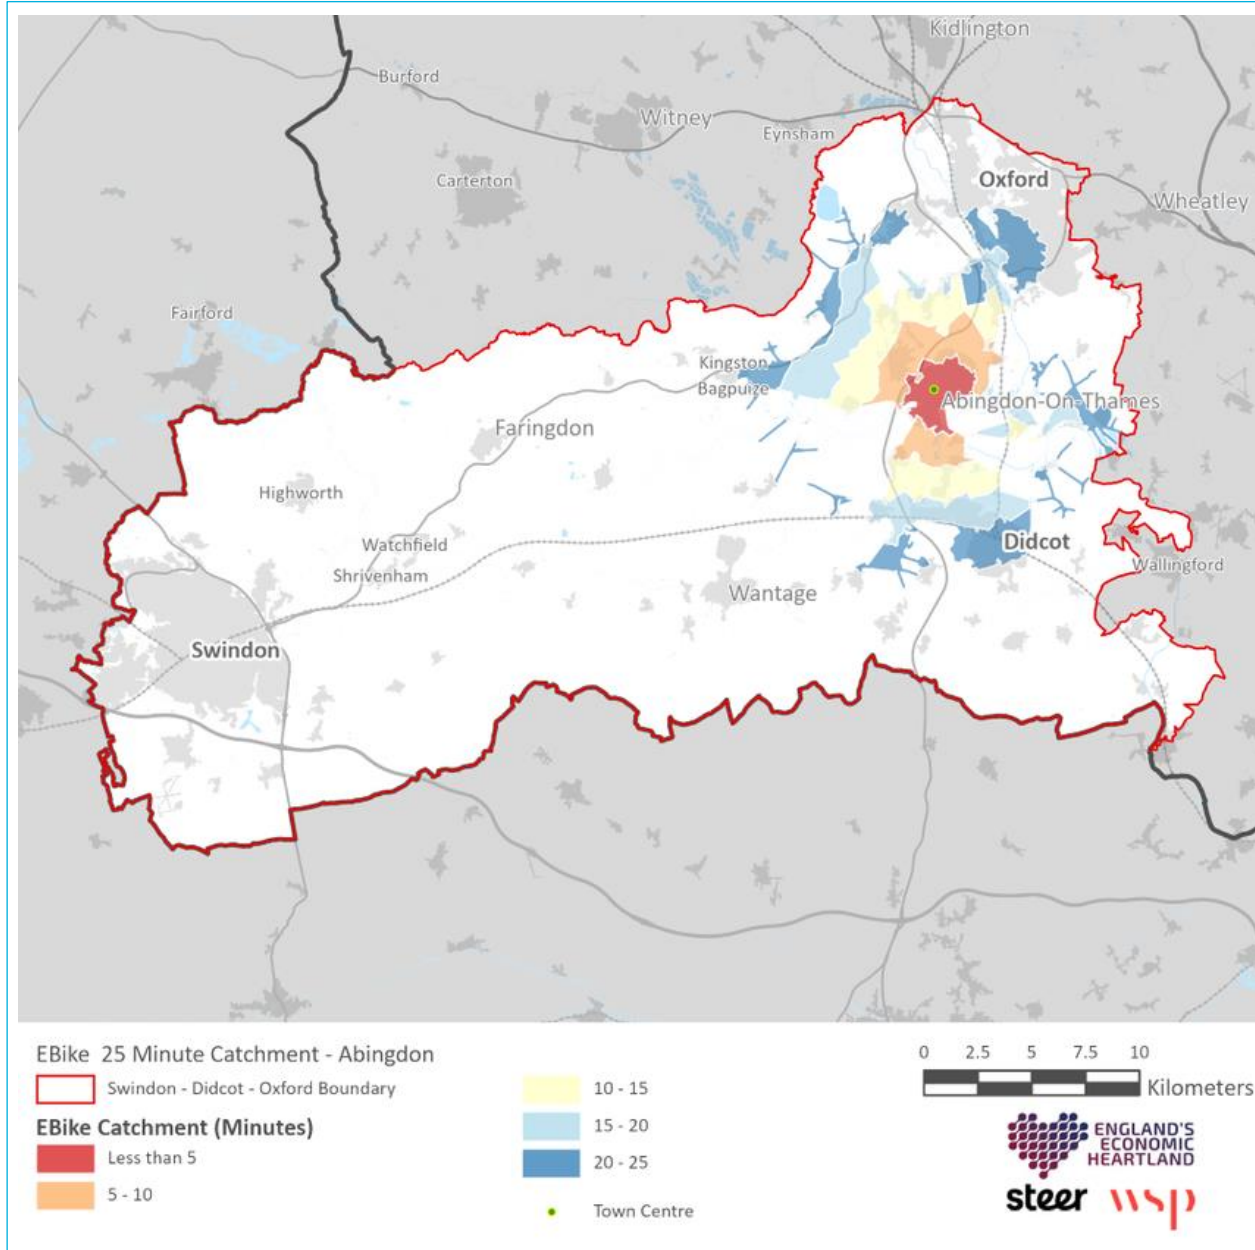 Kidlington
Burford
Witney
Eynsham
Carterton
Oxford
Wheatley
Fairford
Kingston
Bagpuize
Abingdon-On-Thames
Faringdon
Highworth
Watchfield
Shrivenham
Didcot
Wallingford
Wantage
Swindon
EBike 25 Minute Catchment - Abingdon
Swindon - Didcot - Oxford Boundary
EBike Catchment (Minutes)
Less than 5
5 - 10
10 - 15
15 - 20
20 - 25
Town Centre
0 2.5 5 7.5 10
Kilometers
ENGLAND'S
ECONOMIC
HEARTLAND
steer wsp